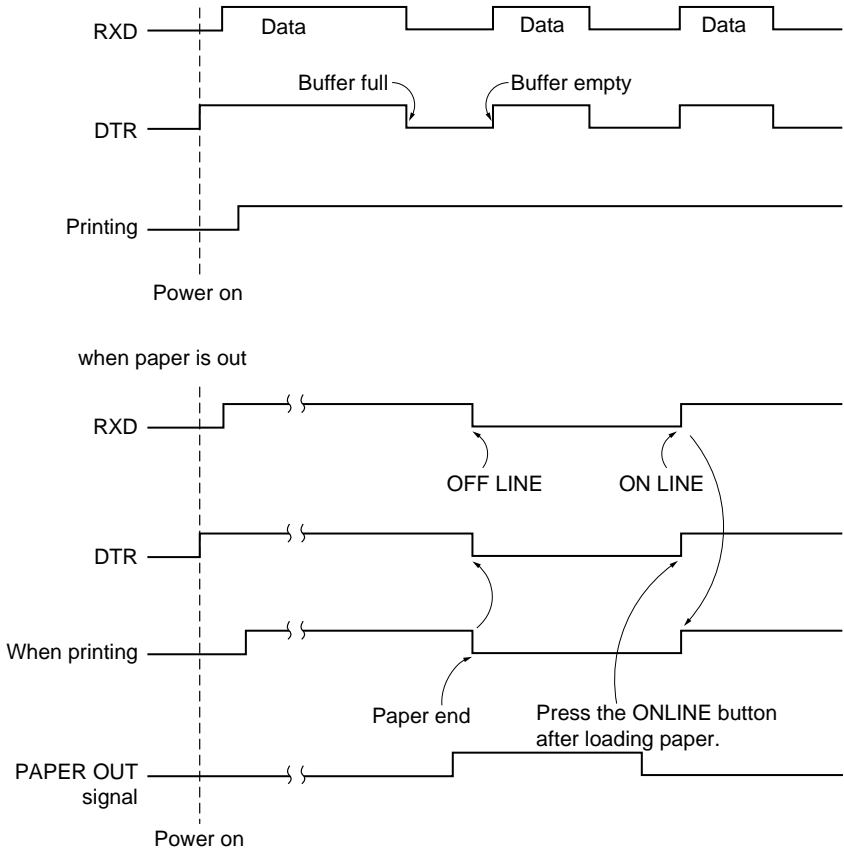 RXD
Data
Data
Data
Buffer full
Buffer empty
DTR
Printing
Power on
when paper is out
RXD
OFF LINE
ON LINE
DTR
When printing
Paper end
Press the ONLINE button
after loading paper.
PAPER OUT
signal
Power on